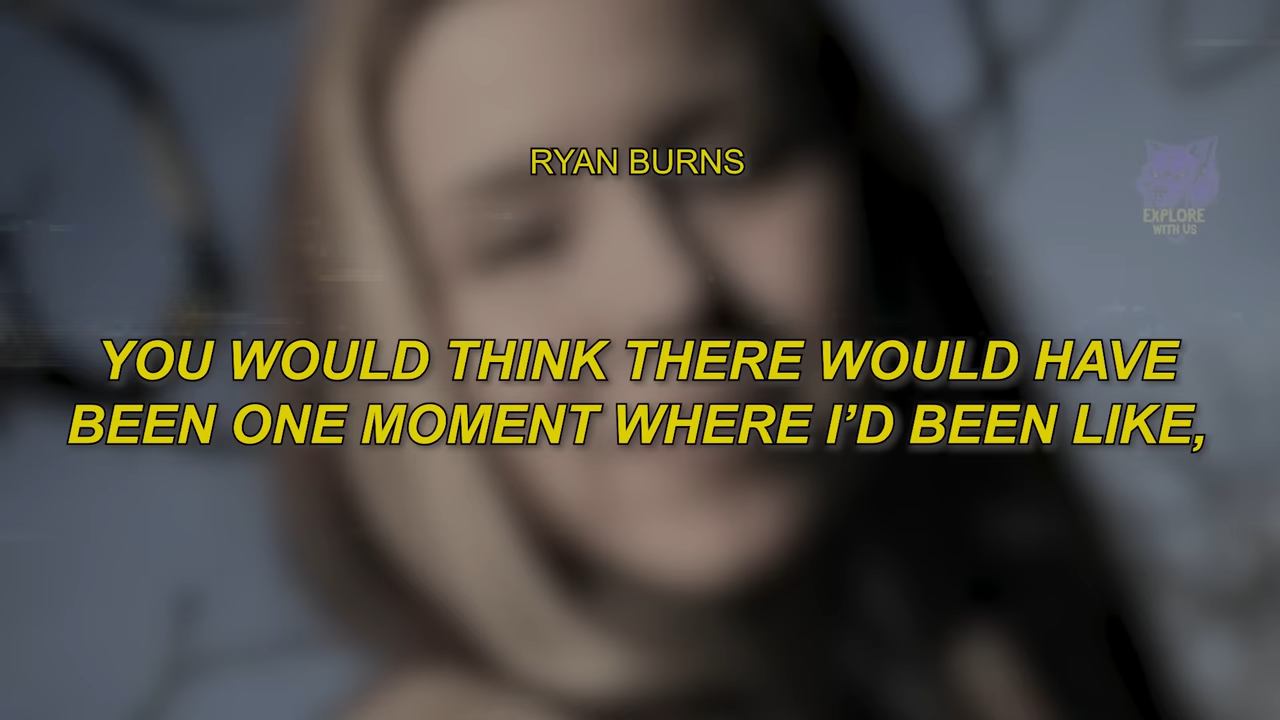 RYAN BURNS
EXPLORE
WITH US
YOU WOULD THINK THERE WOULD HAVE
BEEN ONE MOMENT WHERE I’D BEEN LIKE,